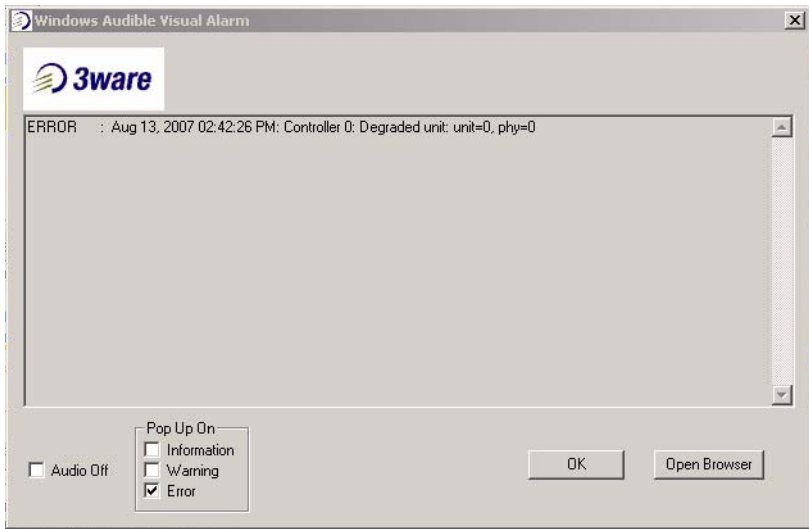 Windows Audible Visual Alarm
3ware
ERROR : Aug 13, 2007 02:42:26 PM: Controller 0: Degraded unit: unit=0, phy=0
Pop Up On
Information
Audio Off
Warning
Error
OK
Open Browser